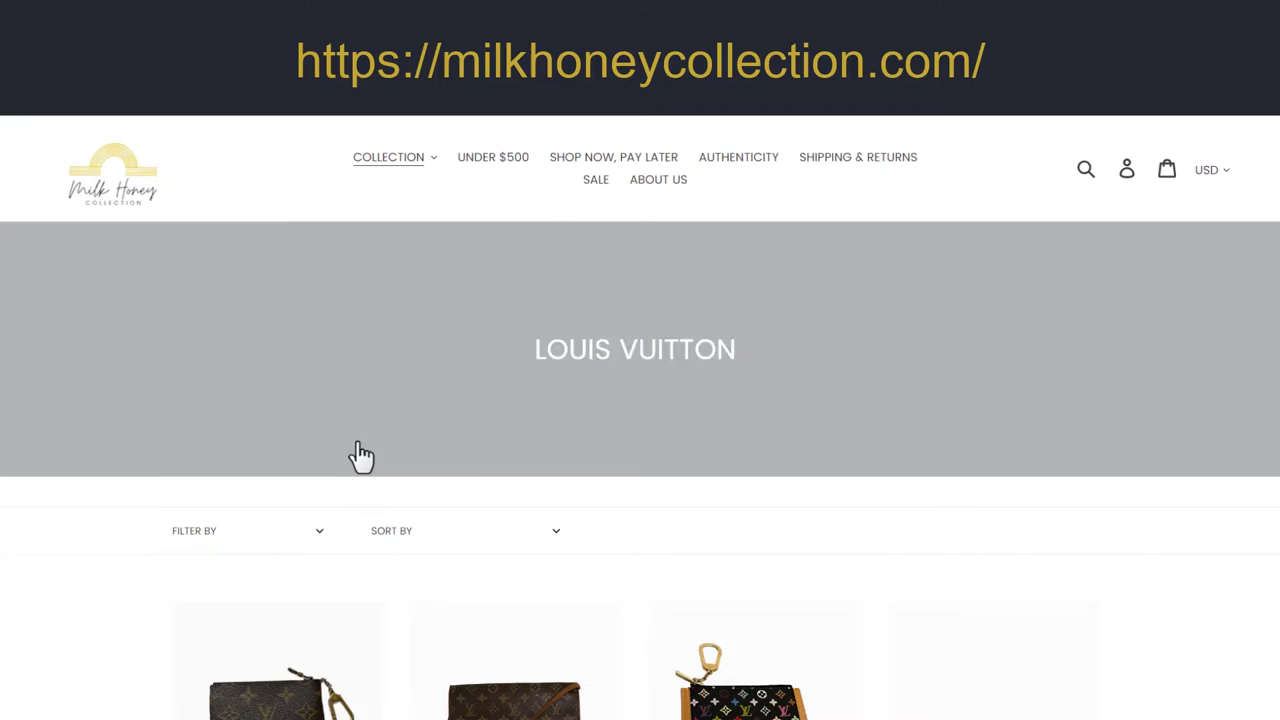 https://milkhoneycollection.com/
COLLECTION
UNDER $500
SHOP NOW, PAY LATER
AUTHENTICITY
SHIPPING & RETURNS
SALE
ABOUT US
USD
Milk Honey
COLLECTION
LOUIS VUITTON
FILTER BY
SORT BY